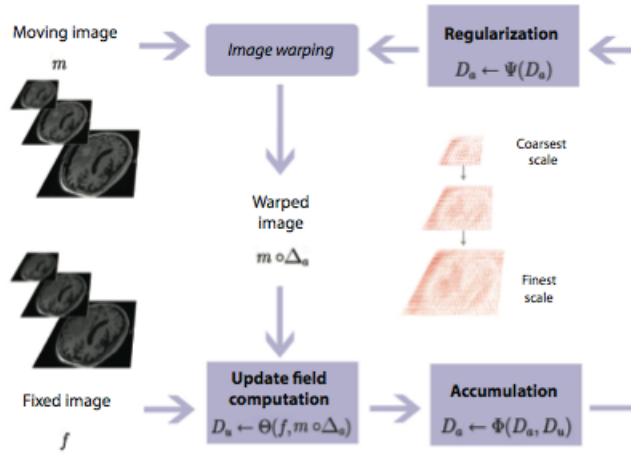 Moving image
m
Image warping
Regularization
D_a ← Ψ(D_a)
Coarsest
scale
Warped
image
m∘Δ_a
Finest
scale
Fixed image
f
Update field
computation
D_u ← Θ(f, m∘Δ_a)
Accumulation
D_a ← Φ(D_a, D_u)